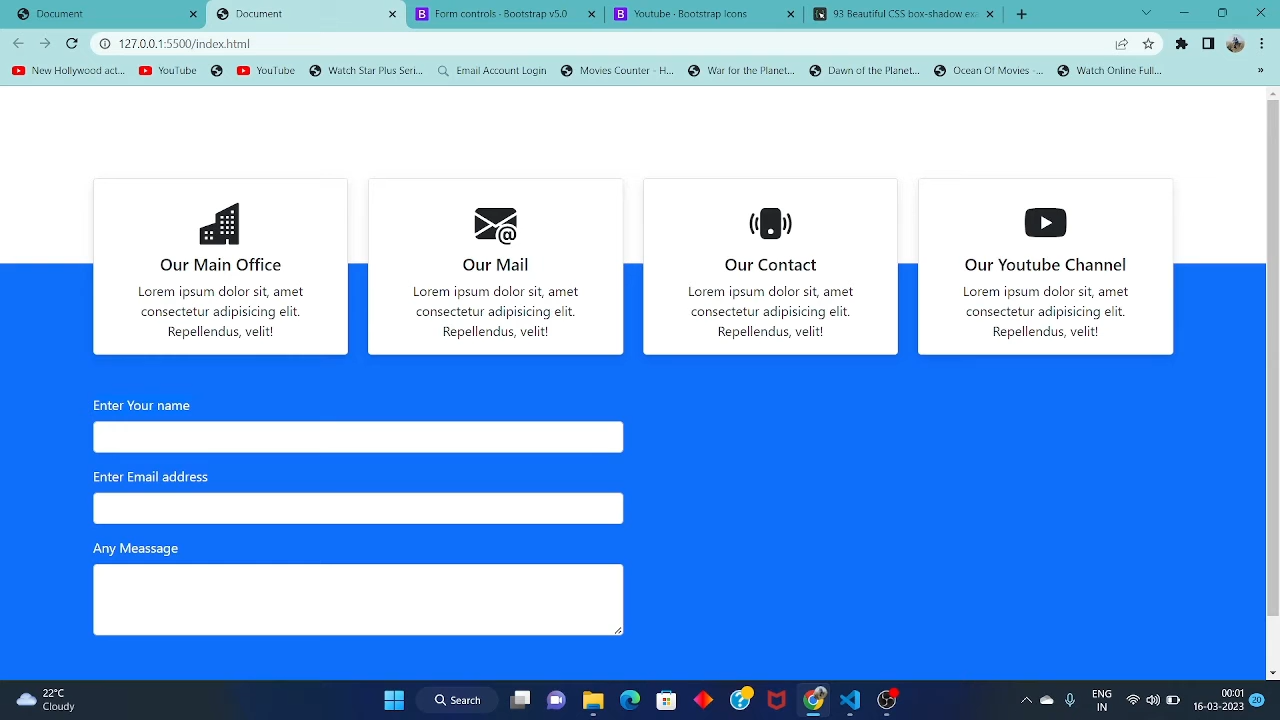 Document
Document
Form controls - Bootstrap v5.0
Youtube - Bootstrap Icons
93 Beautiful CSS box-shadow exa
127.0.0.1:5500/index.html
New Hollywood act...
YouTube
YouTube
Watch Star Plus Seri...
Email Account Login
Movies Counter - H...
War for the Planet...
Dawn of the Planet...
Ocean Of Movies -...
Watch Online Full...
»
Our Main Office
Lorem ipsum dolor sit, amet
consectetur adipisicing elit.
Repellendus, velit!
Our Mail
Lorem ipsum dolor sit, amet
consectetur adipisicing elit.
Repellendus, velit!
Our Contact
Lorem ipsum dolor sit, amet
consectetur adipisicing elit.
Repellendus, velit!
Our Youtube Channel
Lorem ipsum dolor sit, amet
consectetur adipisicing elit.
Repellendus, velit!
Enter Your name
Enter Email address
Any Meassage
22°C
Cloudy
Search
ENG
IN
00:01
16-03-2023
20